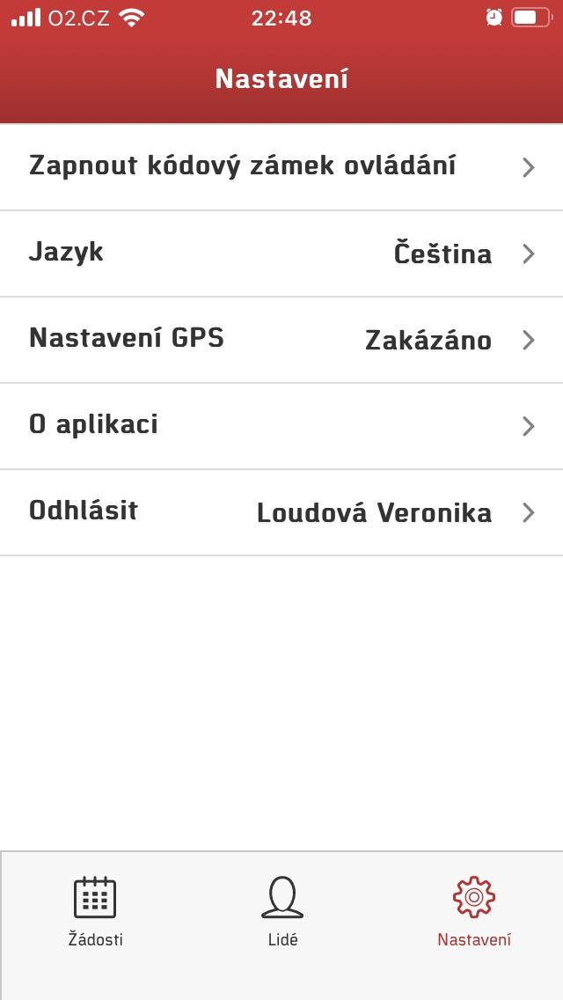 O2.CZ 22:48
Nastavení
Zapnout kódový zámek ovládání
Jazyk Čeština
Nastavení GPS Zakázáno
O aplikaci
Odhlásit Loudová Veronika
Žádosti Lidé Nastavení